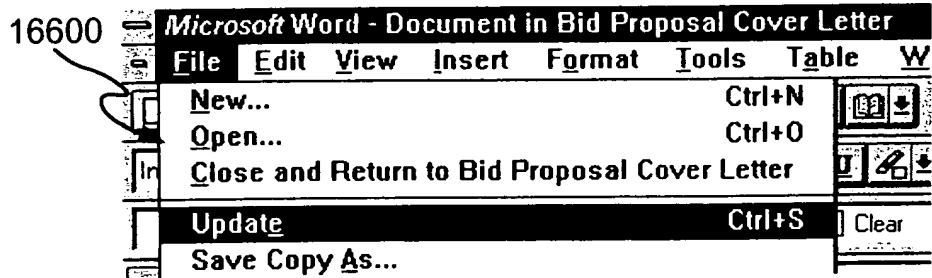 16600
Microsoft Word - Document in Bid Proposal Cover Letter
File Edit View Insert Format Tools Table W
New... Ctrl+N
Open... Ctrl+O
In Close and Return to Bid Proposal Cover Letter U
Update Ctrl+S Clear
Save Copy As...